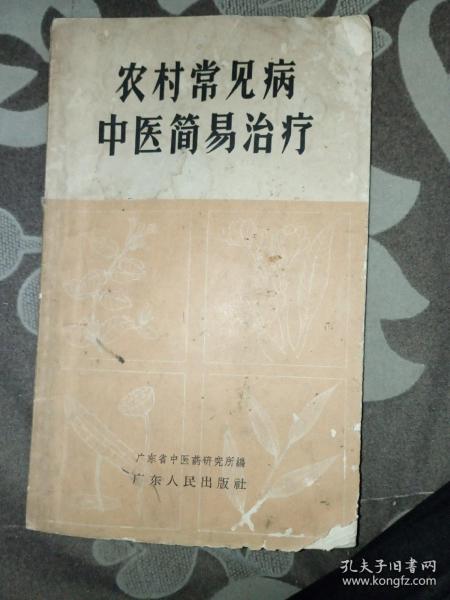 农村常见病
中医简易治疗
广东省中医药研究所编
广东人民出版社
孔夫子旧书网
www.kongfz.com